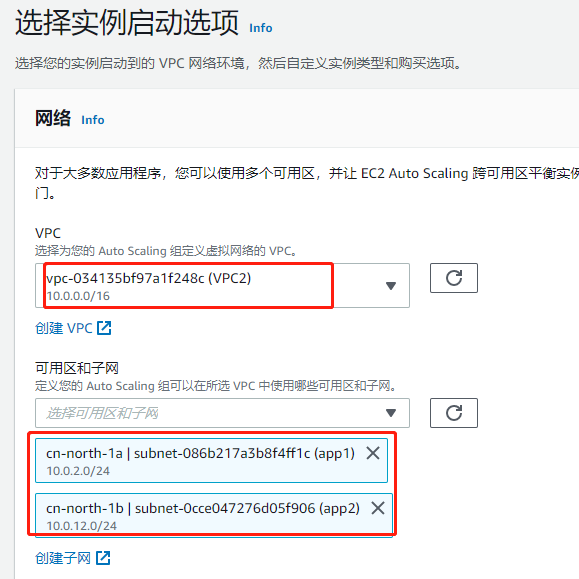 选择实例启动选项 Info
选择您的实例启动到的 VPC 网络环境，然后自定义实例类型和购买选项。
网络 Info
对于大多数应用程序，您可以使用多个可用区，并让 EC2 Auto Scaling 跨可用区平衡实例
门。
VPC
选择为您的 Auto Scaling 组定义虚拟网络的 VPC。
vpc-034135bf97a1f248c (VPC2)
10.0.0.0/16
创建 VPC
可用区和子网
定义您的 Auto Scaling 组可以在所选 VPC 中使用哪些可用区和子网。
选择可用区和子网
cn-north-1a | subnet-086b217a3b8f4ff1c (app1)
10.0.2.0/24
cn-north-1b | subnet-0cce047276d05f906 (app2)
10.0.12.0/24
创建子网